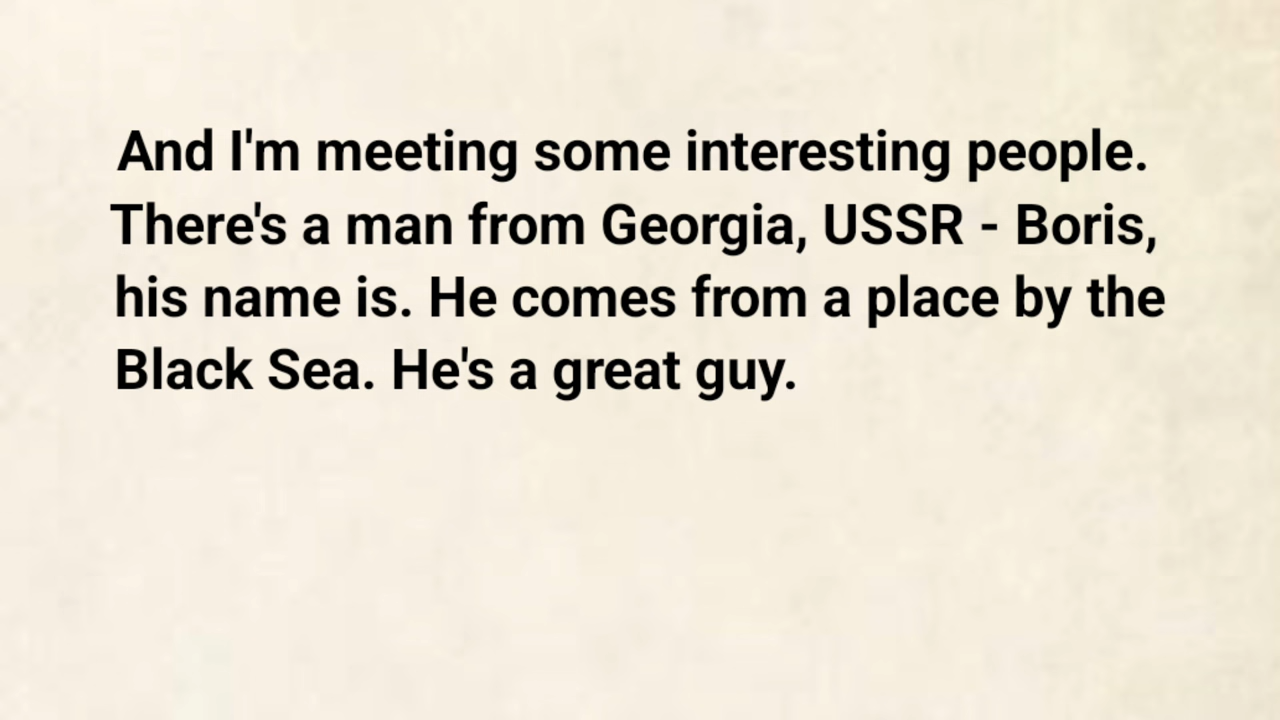 And I'm meeting some interesting people.
There's a man from Georgia, USSR - Boris,
his name is. He comes from a place by the
Black Sea. He's a great guy.